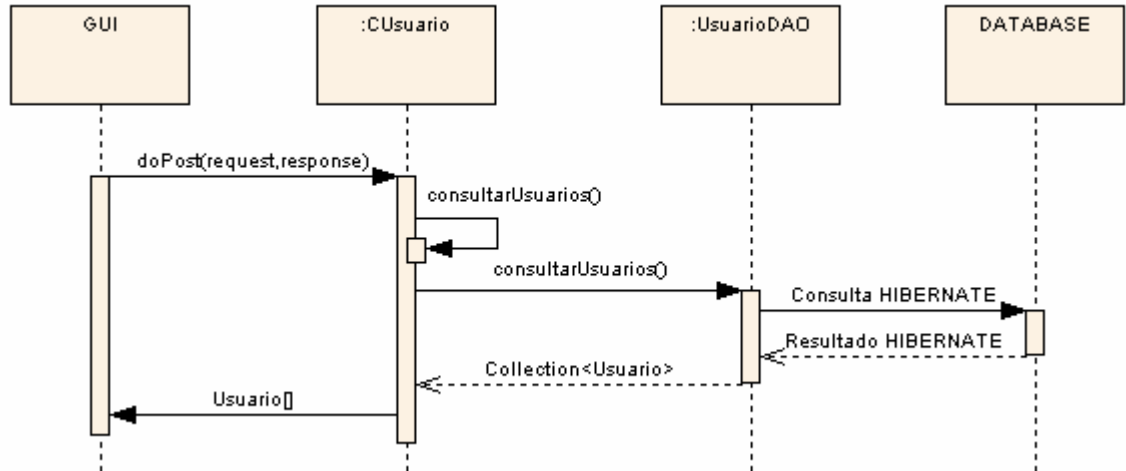 GUI
:CUsuario
:UsuarioDAO
DATABASE
doPost(request,response)
consultarUsuarios()
consultarUsuarios()
Consulta HIBERNATE
Resultado HIBERNATE
Collection<Usuario>
Usuario[]